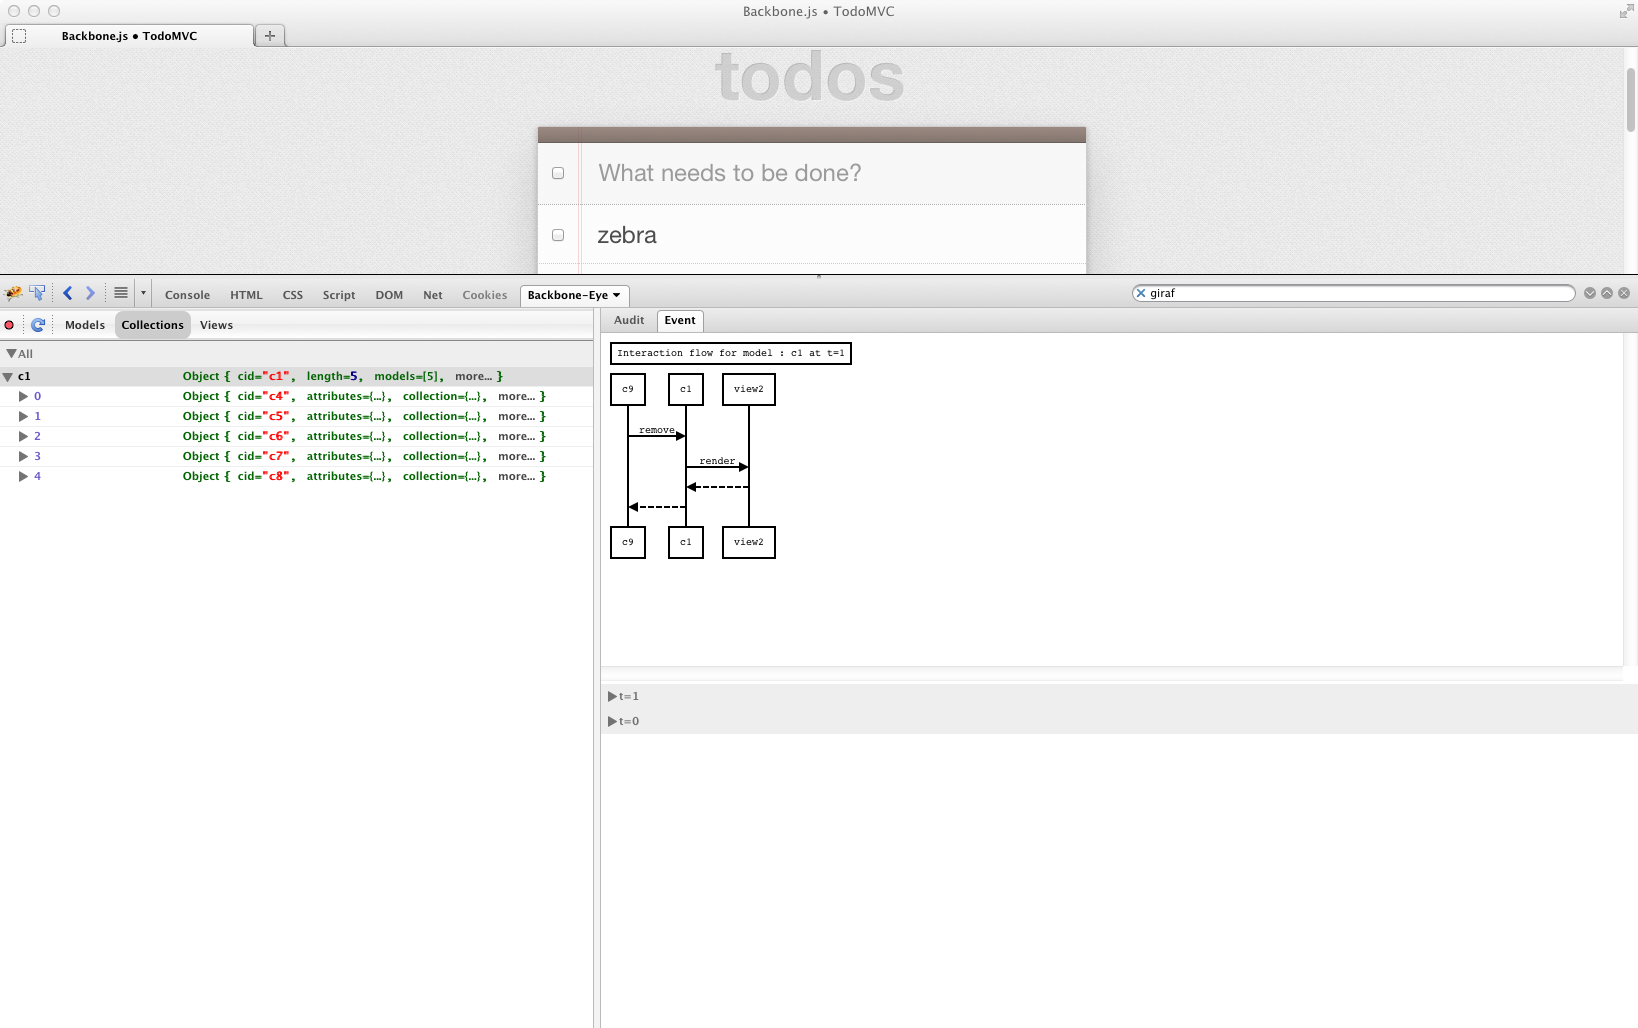 Backbone.js • TodoMVC
Backbone.js • TodoMVC
todos
What needs to be done?
zebra
Console HTML CSS Script DOM Net Cookies Backbone-Eye giraf
Models Collections Views
Audit Event
All
c1 Object { cid="c1", length=5, models=[5], more... }
0 Object { cid="c4", attributes={...}, collection={...}, more... }
1 Object { cid="c5", attributes={...}, collection={...}, more... }
2 Object { cid="c6", attributes={...}, collection={...}, more... }
3 Object { cid="c7", attributes={...}, collection={...}, more... }
4 Object { cid="c8", attributes={...}, collection={...}, more... }
Interaction flow for model : c1 at t=1
c9 c1 view2
remove
render
c9 c1 view2
t=1
t=0